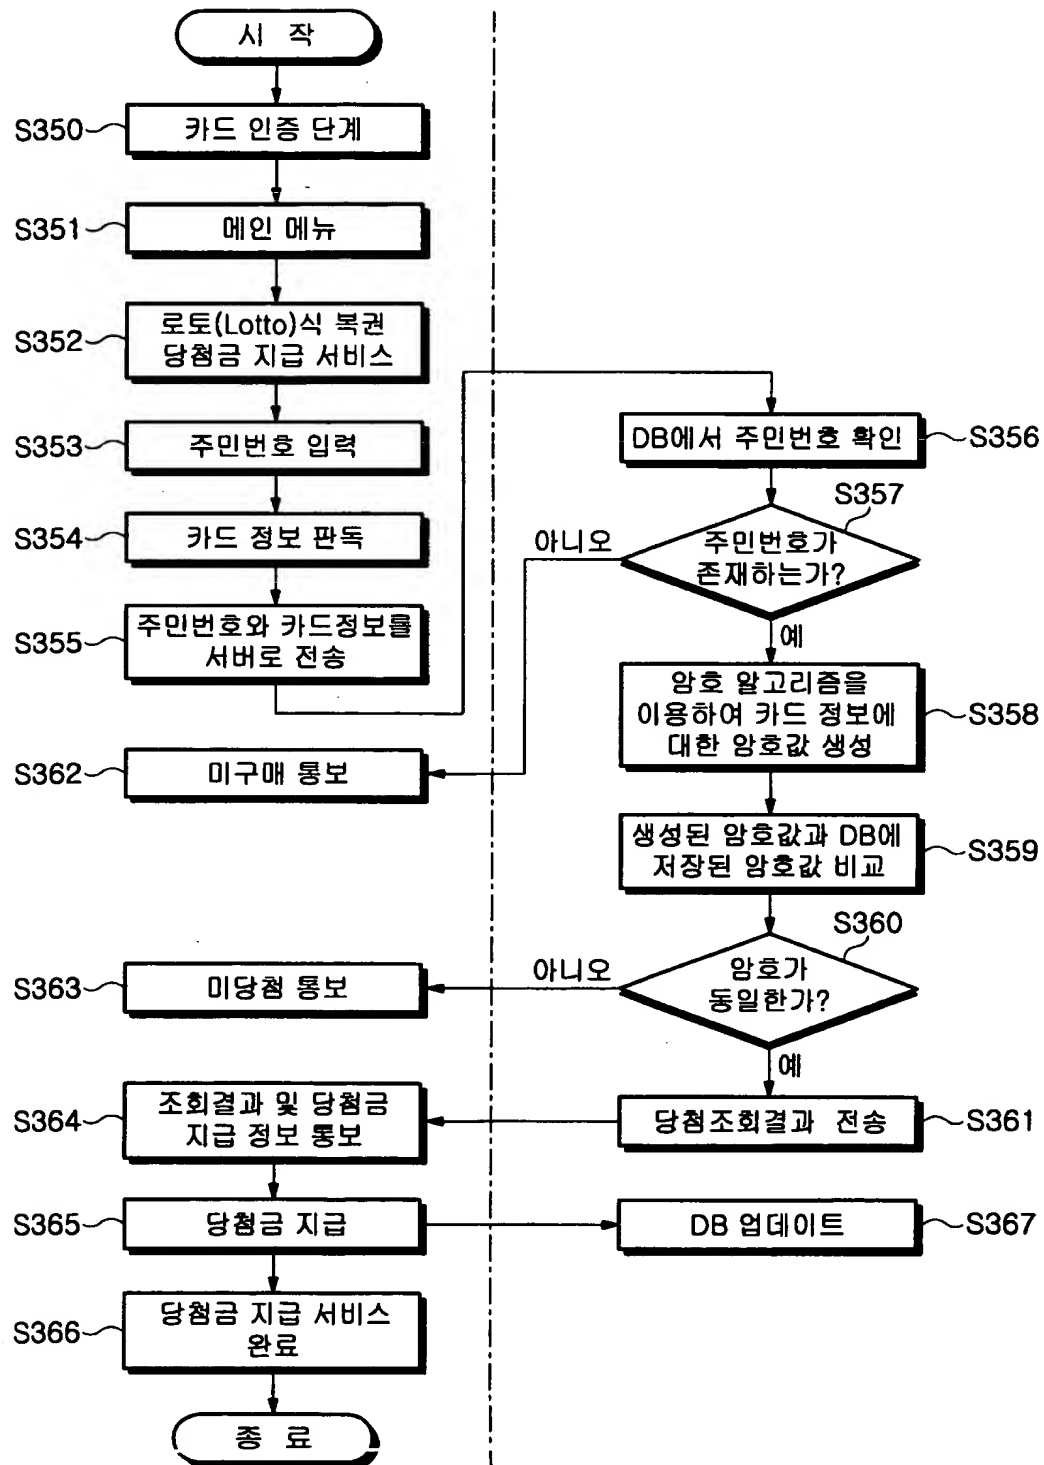 시 작
S350
카드 인증 단계
S351
메인 메뉴
S352
로토(Lotto)식 복권
당첨금 지급 서비스
S353
주민번호 입력
S354
카드 정보 판독
S355
주민번호와 카드정보를
서버로 전송
DB에서 주민번호 확인
S356
S357
주민번호가
존재하는가?
아니오
예
암호 알고리즘을
이용하여 카드 정보에
대한 암호값 생성
S358
S362
미구매 통보
생성된 암호값과 DB에
저장된 암호값 비교
S359
S360
암호가
동일한가?
아니오
예
S363
미당첨 통보
당첨조회결과 전송
S361
S364
조회결과 및 당첨금
지급 정보 통보
S365
당첨금 지급
DB 업데이트
S367
S366
당첨금 지급 서비스
완료
종 료